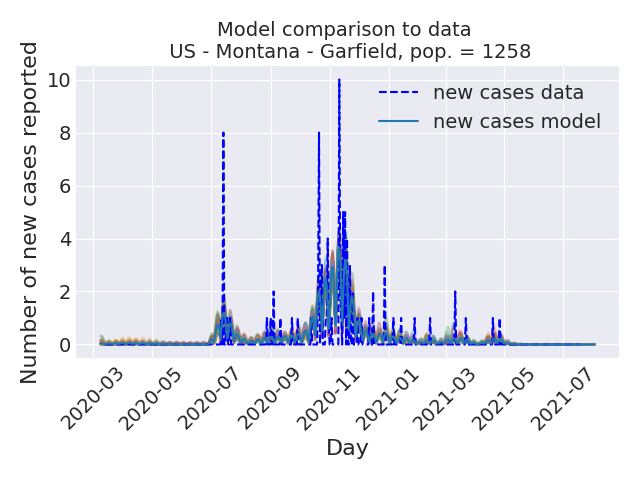 Model comparison to data
US - Montana - Garfield, pop. = 1258
Number of new cases reported
10
8
6
4
2
0
new cases data
new cases model
2020-03
2020-05
2020-07
2020-09
2020-11
2021-01
2021-03
2021-05
2021-07
Day